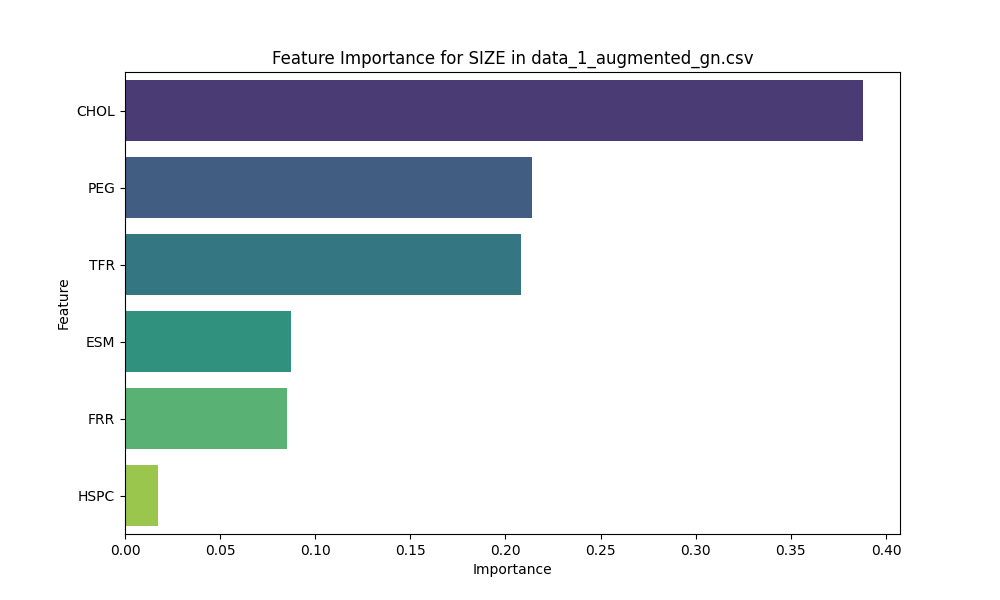 Feature Importance for SIZE in data_1_augmented_gn.csv
CHOL
PEG
TFR
ESM
FRR
HSPC
Feature
0.00 0.05 0.10 0.15 0.20 0.25 0.30 0.35 0.40
Importance